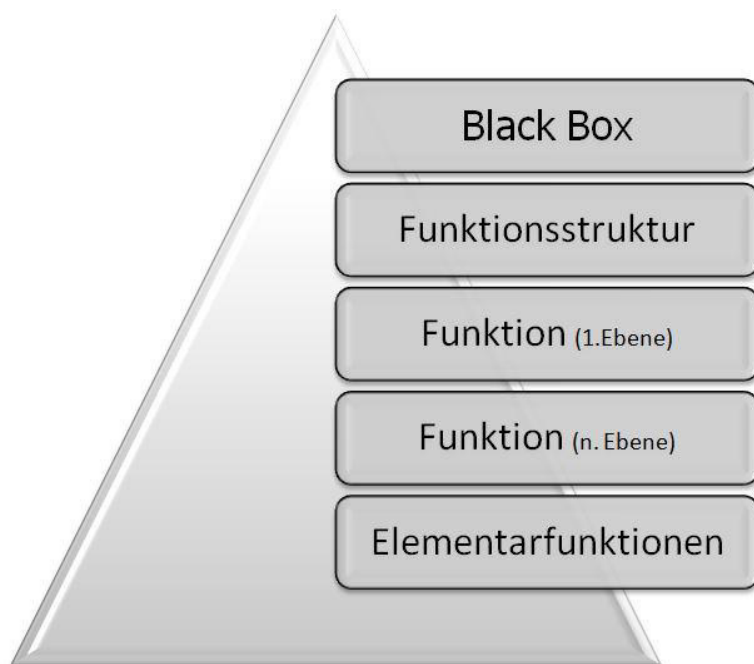 Black Box
Funktionsstruktur
Funktion (1.Ebene)
Funktion (n. Ebene)
Elementarfunktionen